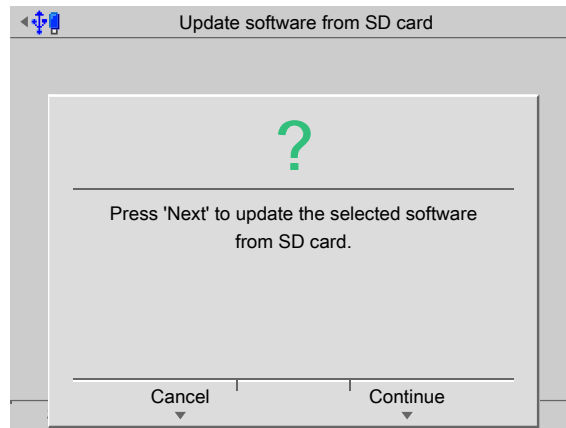 Update software from SD card
?
Press 'Next' to update the selected software
from SD card.
Cancel Continue